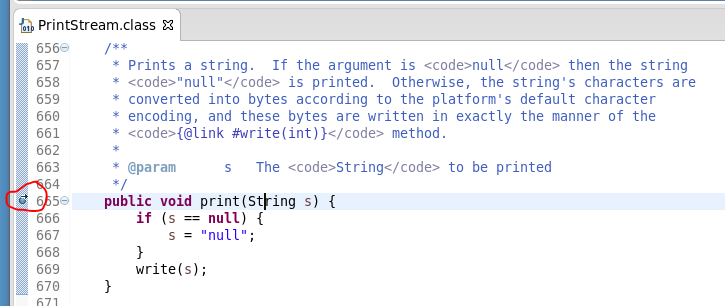 PrintStream.class
656 /**
657 * Prints a string.  If the argument is <code>null</code> then the string
658 * <code>"null"</code> is printed.  Otherwise, the string's characters are
659 * converted into bytes according to the platform's default character
660 * encoding, and these bytes are written in exactly the manner of the
661 * <code>{@link #write(int)}</code> method.
662 *
663 * @param      s   The <code>String</code> to be printed
664 */
665 public void print(String s) {
666 if (s == null) {
667 s = "null";
668 }
669 write(s);
670 }
671